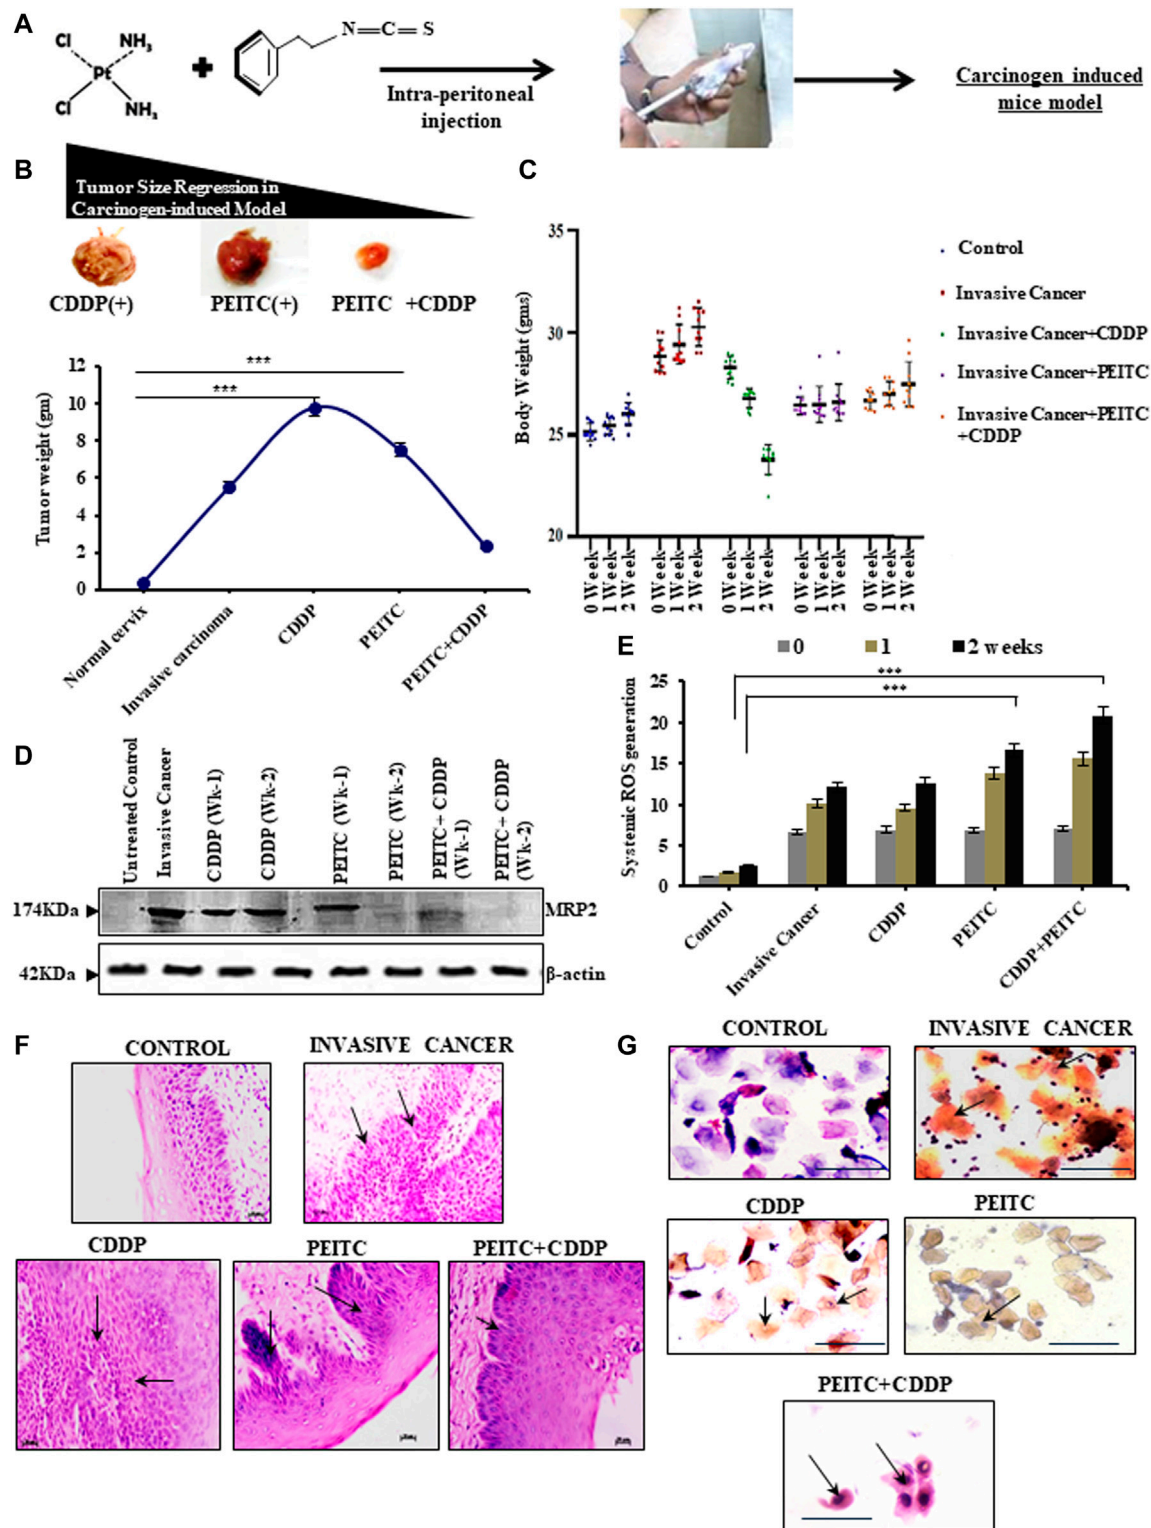 A
Cl
NH₃
Pt
Cl
NH₃
N=C=S
Intra-peritoneal
injection
Carcinogen induced
mice model
B
Tumor Size Regression in
Carcinogen-induced Model
CDDP(+)
PEITC(+)
PEITC +CDDP
***
***
Tumor weight (gm)
12
10
8
6
4
2
0
Normal cervix
Invasive carcinoma
CDDP
PEITC
PEITC+CDDP
C
Body Weight (gms)
35
30
25
20
0 Week
1 Week
2 Week
0 Week
1 Week
2 Week
0 Week
1 Week
2 Week
0 Week
1 Week
2 Week
0 Week
1 Week
2 Week
Control
Invasive Cancer
Invasive Cancer+CDDP
Invasive Cancer+PEITC
Invasive Cancer+PEITC
+CDDP
D
Untreated Control
Invasive Cancer
CDDP (Wk-1)
CDDP (Wk-2)
PEITC (Wk-1)
PEITC (Wk-2)
PEITC+ CDDP
(Wk-1)
PEITC+ CDDP
(Wk-2)
174KDa
MRP2
42KDa
β-actin
E
0
1
2 weeks
***
***
Systemic ROS generation
25
20
15
10
5
0
Control
Invasive Cancer
CDDP
PEITC
CDDP+PEITC
F
CONTROL
INVASIVE CANCER
CDDP
PEITC
PEITC+CDDP
G
CONTROL
INVASIVE CANCER
CDDP
PEITC
PEITC+CDDP